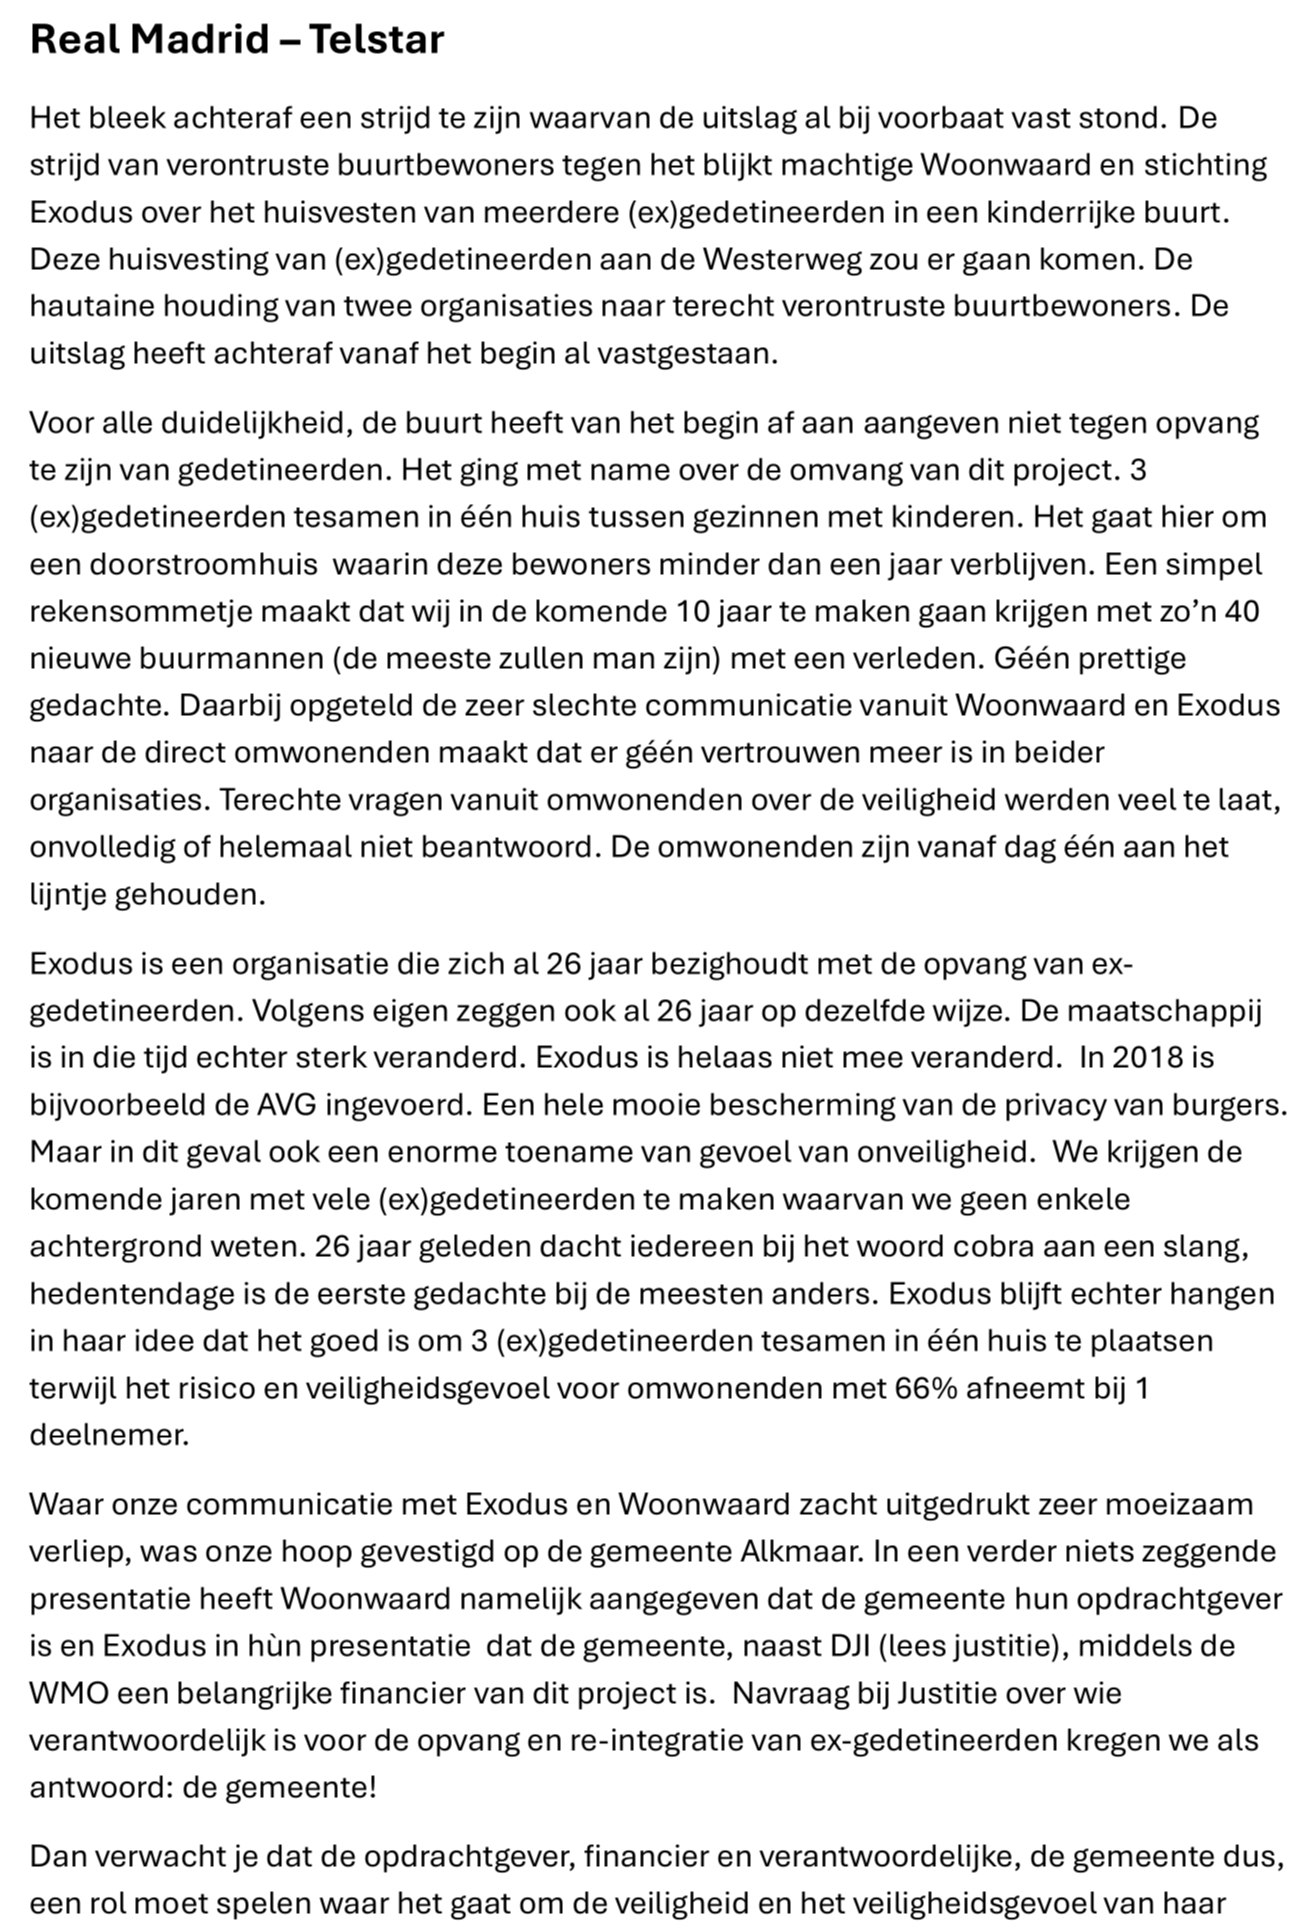 Real Madrid – Telstar
Het bleek achteraf een strijd te zijn waarvan de uitslag al bij voorbaat vast stond. De
strijd van verontruste buurtbewoners tegen het blijkt machtige Woonwaard en stichting
Exodus over het huisvesten van meerdere (ex)gedetineerden in een kinderrijke buurt.
Deze huisvesting van (ex)gedetineerden aan de Westerweg zou er gaan komen. De
hautaine houding van twee organisaties naar terecht verontruste buurtbewoners. De
uitslag heeft achteraf vanaf het begin al vastgestaan.
Voor alle duidelijkheid, de buurt heeft van het begin af aan aangeven niet tegen opvang
te zijn van gedetineerden. Het ging met name over de omvang van dit project. 3
(ex)gedetineerden tesamen in één huis tussen gezinnen met kinderen. Het gaat hier om
een doorstroomhuis  waarin deze bewoners minder dan een jaar verblijven. Een simpel
rekensommetje maakt dat wij in de komende 10 jaar te maken gaan krijgen met zo’n 40
nieuwe buurmannen (de meeste zullen man zijn) met een verleden. Géén prettige
gedachte. Daarbij opgeteld de zeer slechte communicatie vanuit Woonwaard en Exodus
naar de direct omwonenden maakt dat er géén vertrouwen meer is in beider
organisaties. Terechte vragen vanuit omwonenden over de veiligheid werden veel te laat,
onvolledig of helemaal niet beantwoord. De omwonenden zijn vanaf dag één aan het
lijntje gehouden.
Exodus is een organisatie die zich al 26 jaar bezighoudt met de opvang van ex-
gedetineerden. Volgens eigen zeggen ook al 26 jaar op dezelfde wijze. De maatschappij
is in die tijd echter sterk veranderd. Exodus is helaas niet mee veranderd.  In 2018 is
bijvoorbeeld de AVG ingevoerd. Een hele mooie bescherming van de privacy van burgers.
Maar in dit geval ook een enorme toename van gevoel van onveiligheid.  We krijgen de
komende jaren met vele (ex)gedetineerden te maken waarvan we geen enkele
achtergrond weten. 26 jaar geleden dacht iedereen bij het woord cobra aan een slang,
hedentendage is de eerste gedachte bij de meesten anders. Exodus blijft echter hangen
in haar idee dat het goed is om 3 (ex)gedetineerden tesamen in één huis te plaatsen
terwijl het risico en veiligheidsgevoel voor omwonenden met 66% afneemt bij 1
deelnemer.
Waar onze communicatie met Exodus en Woonwaard zacht uitgedrukt zeer moeizaam
verliep, was onze hoop gevestigd op de gemeente Alkmaar. In een verder niets zeggende
presentatie heeft Woonwaard namelijk aangegeven dat de gemeente hun opdrachtgever
is en Exodus in hùn presentatie  dat de gemeente, naast DJI (lees justitie), middels de
WMO een belangrijke financier van dit project is.  Navraag bij Justitie over wie
verantwoordelijk is voor de opvang en re-integratie van ex-gedetineerden kregen we als
antwoord: de gemeente!
Dan verwacht je dat de opdrachtgever, financier en verantwoordelijke, de gemeente dus,
een rol moet spelen waar het gaat om de veiligheid en het veiligheidsgevoel van haar